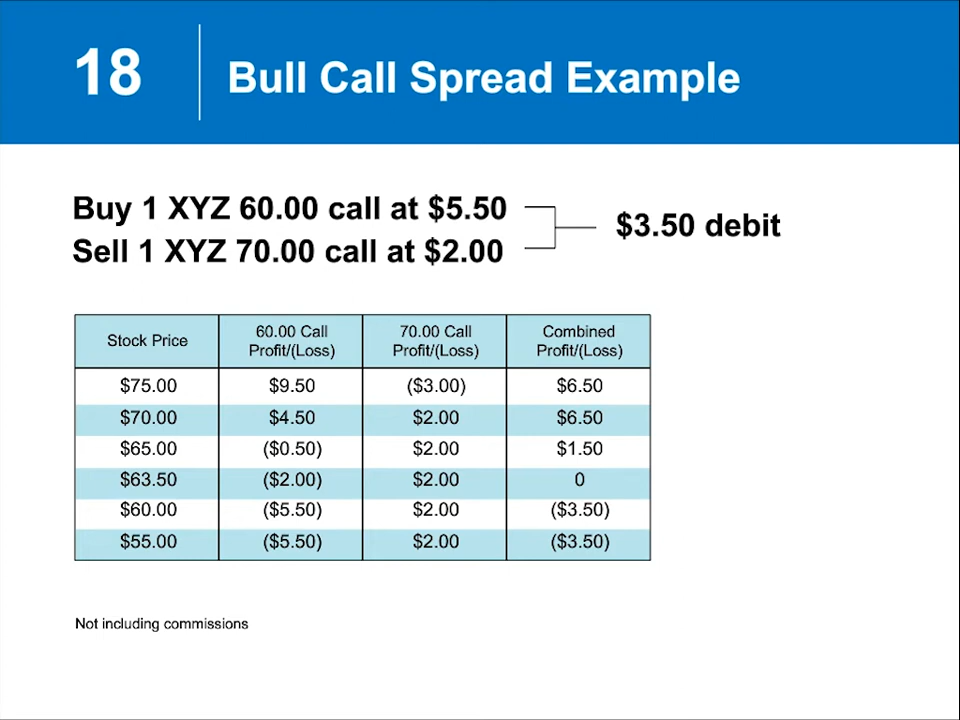 18
Bull Call Spread Example
Buy 1 XYZ 60.00 call at $5.50
Sell 1 XYZ 70.00 call at $2.00
$3.50 debit
Stock Price 60.00 Call Profit/(Loss) 70.00 Call Profit/(Loss) Combined Profit/(Loss)
$75.00 $9.50 ($3.00) $6.50
$70.00 $4.50 $2.00 $6.50
$65.00 ($0.50) $2.00 $1.50
$63.50 ($2.00) $2.00 0
$60.00 ($5.50) $2.00 ($3.50)
$55.00 ($5.50) $2.00 ($3.50)
Not including commissions